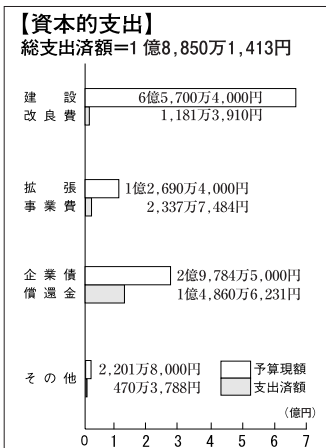 【資本的支出】
総支出済額＝1億8,850万1,413円
建設 6億5,700万4,000円
改良費 1,181万3,910円
拡張 1億2,690万4,000円
事業費 2,337万7,484円
企業債 2億9,784万5,000円
償還金 1億4,860万6,231円
2,201万8,000円 予算現額
その他 470万3,788円 支出済額
(億円)
0 1 2 3 4 5 6 7